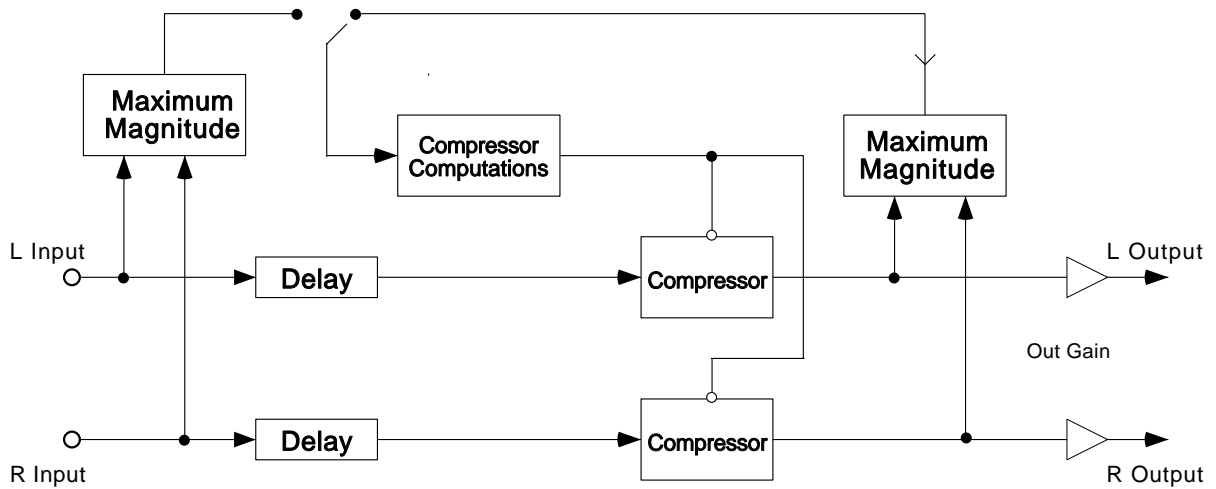 Maximum
Magnitude
Compressor
Computations
Maximum
Magnitude
L Input
Delay
Compressor
L Output
Out Gain
R Input
Delay
Compressor
R Output